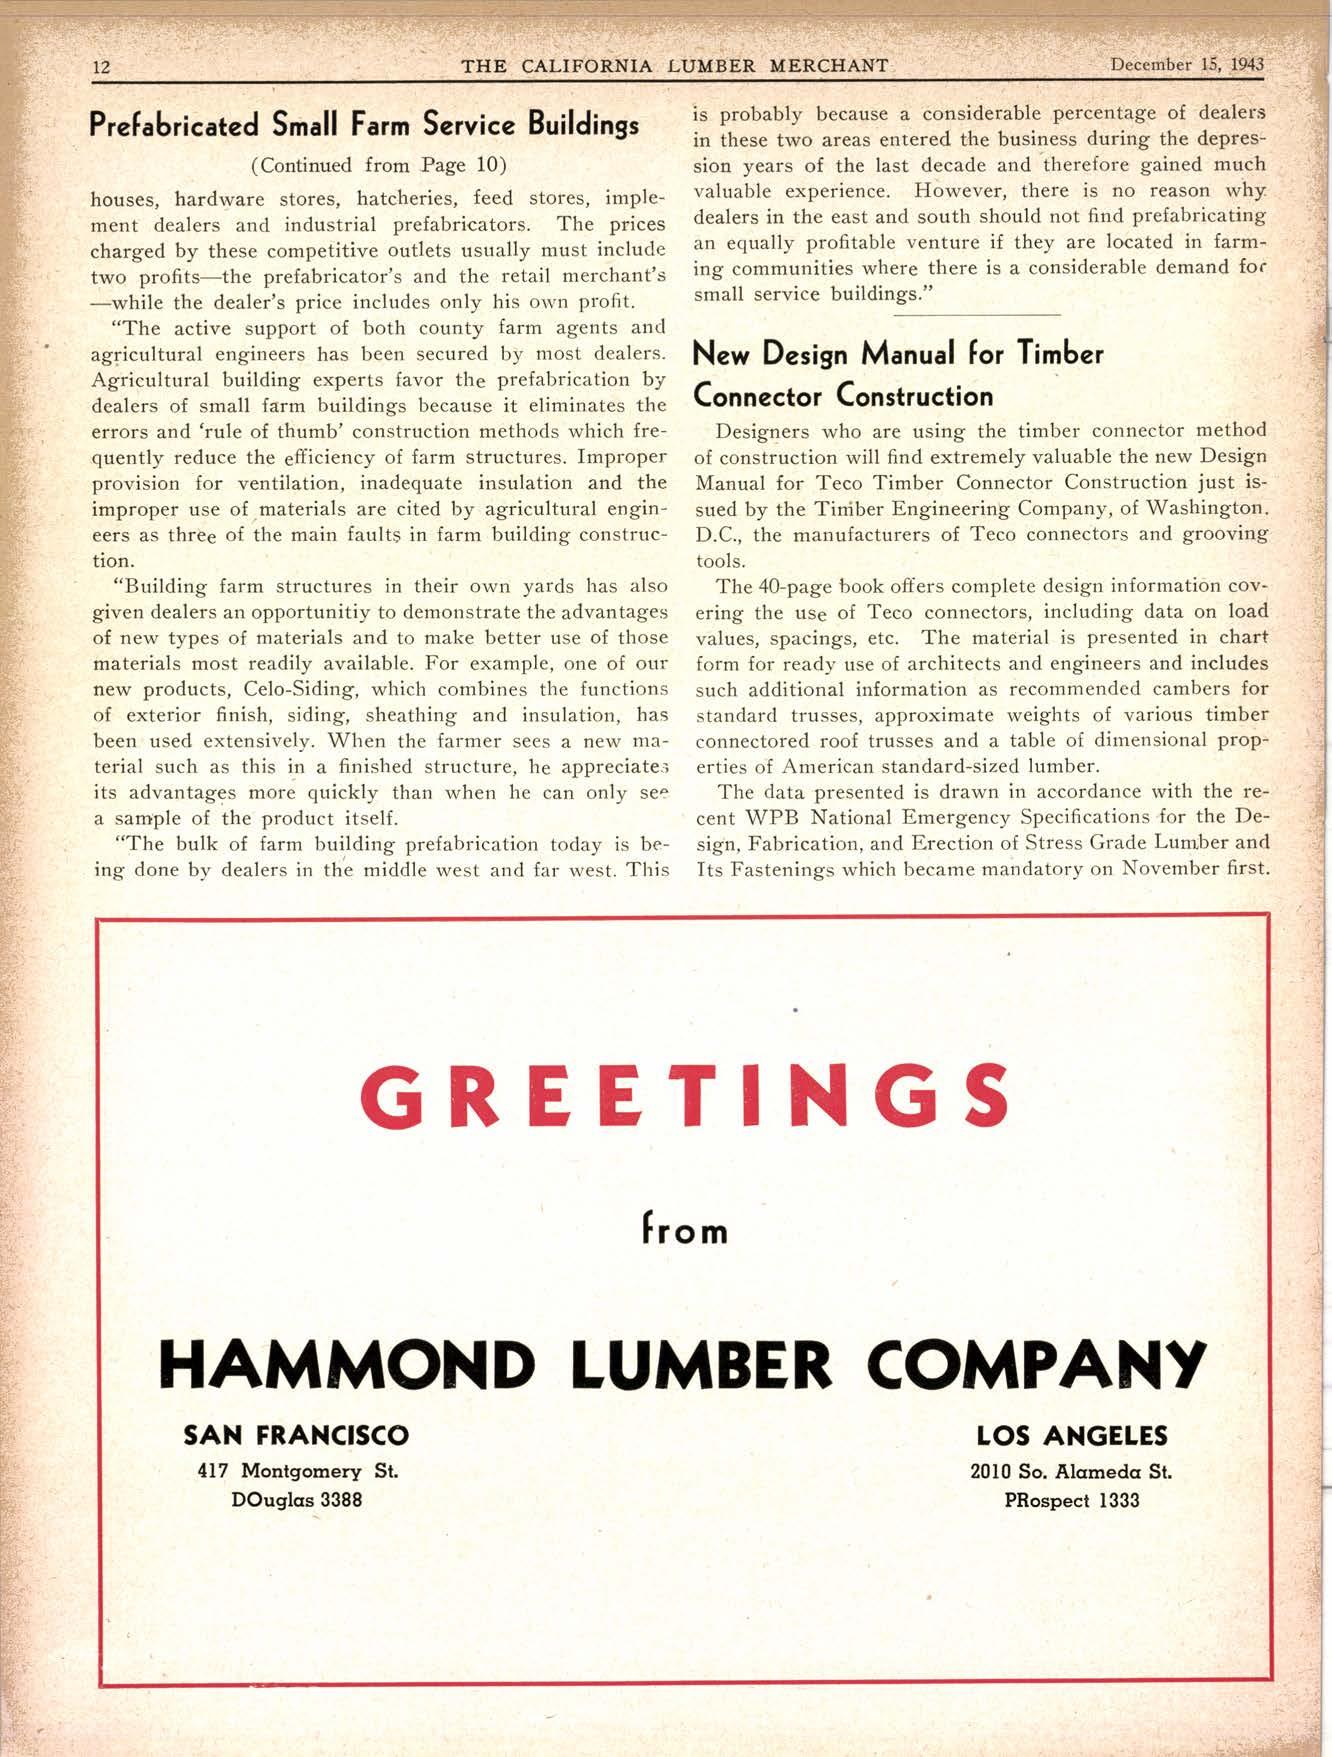 12 THE CALIFORNIA LUMBER MERCHANT December 15, 1943
Prefabricated Small Farm Service Buildings
(Continued from Page 10)
houses, hardware stores, hatcheries, feed stores, imple-
ment dealers and industrial prefabricators. The prices
charged by these competitive outlets usually must include
two profits—the prefabricator's and the retail merchant's
—while the dealer's price includes only his own profit.
"The active support of both county farm agents and
agricultural engineers has been secured by most dealers.
Agricultural building experts favor the prefabrication by
dealers of small farm buildings because it eliminates the
errors and 'rule of thumb' construction methods which fre-
quently reduce the efficiency of farm structures. Improper
provision for ventilation, inadequate insulation and the
improper use of materials are cited by agricultural engin-
eers as three of the main faults in farm building construc-
tion.
"Building farm structures in their own yards has also
given dealers an opportunitiy to demonstrate the advantages
of new types of materials and to make better use of those
materials most readily available. For example, one of our
new products, Celo-Siding, which combines the functions
of exterior finish, siding, sheathing and insulation, has
been used extensively. When the farmer sees a new ma-
terial such as this in a finished structure, he appreciates
its advantages more quickly than when he can only see
a sample of the product itself.
"The bulk of farm building prefabrication today is be-
ing done by dealers in the middle west and far west. This
is probably because a considerable percentage of dealers
in these two areas entered the business during the depres-
sion years of the last decade and therefore gained much
valuable experience. However, there is no reason why
dealers in the east and south should not find prefabricating
an equally profitable venture if they are located in farm-
ing communities where there is a considerable demand for
small service buildings."
New Design Manual for Timber
Connector Construction
Designers who are using the timber connector method
of construction will find extremely valuable the new Design
Manual for Teco Timber Connector Construction just is-
sued by the Timber Engineering Company, of Washington.
D.C., the manufacturers of Teco connectors and grooving
tools.
The 40-page book offers complete design information cov-
ering the use of Teco connectors, including data on load
values, spacings, etc. The material is presented in chart
form for ready use of architects and engineers and includes
such additional information as recommended cambers for
standard trusses, approximate weights of various timber
connectored roof trusses and a table of dimensional prop-
erties of American standard-sized lumber.
The data presented is drawn in accordance with the re-
cent WPB National Emergency Specifications for the De-
sign, Fabrication, and Erection of Stress Grade Lumber and
Its Fastenings which became mandatory on November first.
GREETINGS
from
HAMMOND LUMBER COMPANY
SAN FRANCISCO
417 Montgomery St.
DOuglas 3388
LOS ANGELES
2010 So. Alameda St.
PRospect 1333